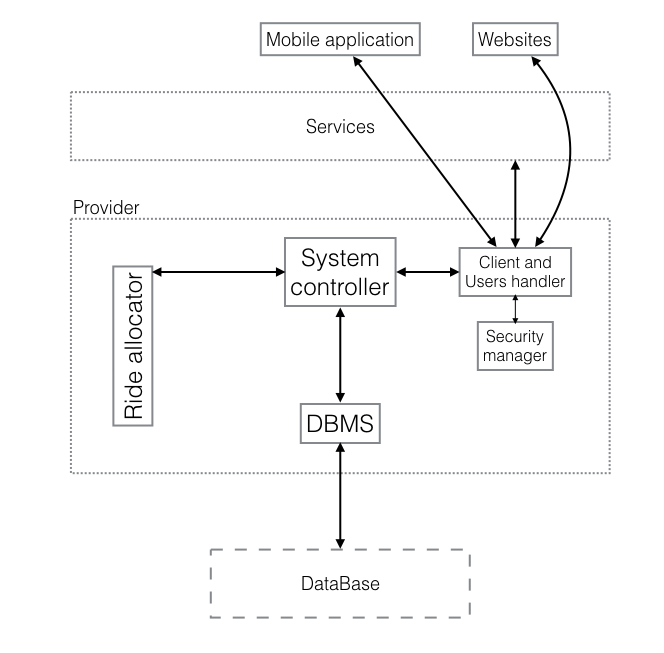 Mobile application
Websites
Services
Provider
System
controller
Client and
Users handler
Ride allocator
Security
manager
DBMS
DataBase